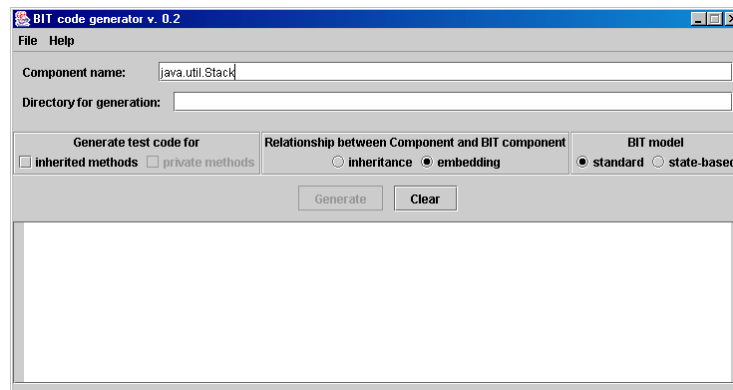 BIT code generator v. 0.2
File Help
Component name: java.util.Stack
Directory for generation:
Generate test code for Relationship between Component and BIT component BIT model
inherited methods private methods inheritance embedding standard state-based
Generate Clear